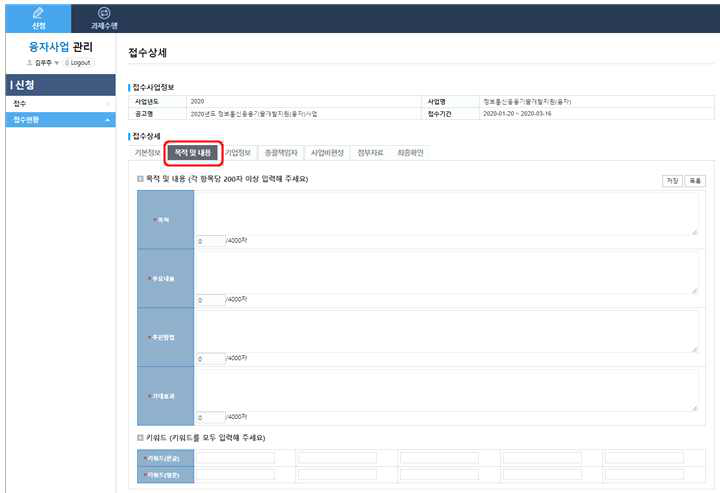 신청
과제수행
융자사업 관리
김우주 Logout
신청
접수
접수현황
접수상세
접수사업정보
사업년도 2020 사업명 정보통신응용기술개발지원(융자)
공고명 2020년도 정보통신응용기술개발지원(융자)사업 접수기간 2020-01-20 ~ 2020-03-16
접수상세
기본정보 목적 및 내용 기업정보 총괄책임자 사업비편성 첨부자료 최종확인
목적 및 내용 (각 항목당 200자 이상 입력해 주세요) 저장 목록
*목적
0 /4000자
*주요내용
0 /4000자
*추진방법
0 /4000자
*기대효과
0 /4000자
키워드 (키워드를 모두 입력해 주세요)
*키워드(한글)
*키워드(영문)